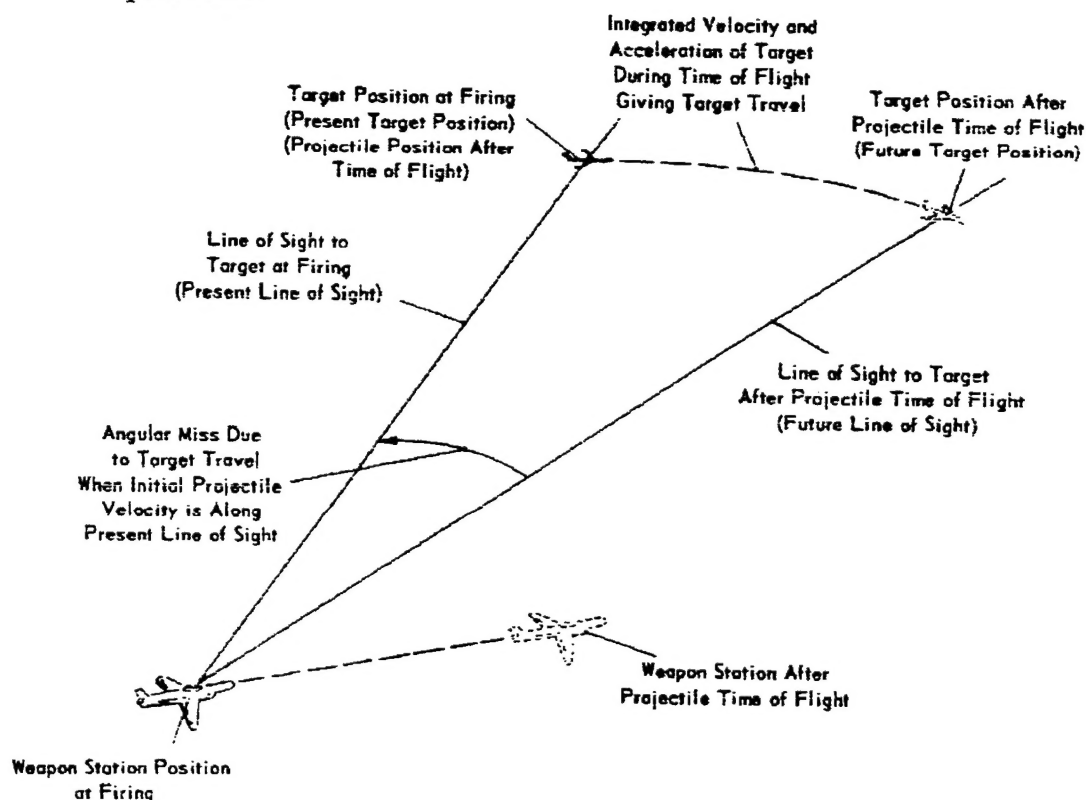 Integrated Velocity and
Acceleration of Target
During Time of Flight
Giving Target Travel
Target Position at Firing
(Present Target Position)
(Projectile Position After
Time of Flight)
Target Position After
Projectile Time of Flight
(Future Target Position)
Line of Sight to
Target at Firing
(Present Line of Sight)
Line of Sight to Target
After Projectile Time of Flight
(Future Line of Sight)
Angular Miss Due
to Target Travel
When Initial Projectile
Velocity is Along
Present Line of Sight
Weapon Station After
Projectile Time of Flight
Weapon Station Position
at Firing